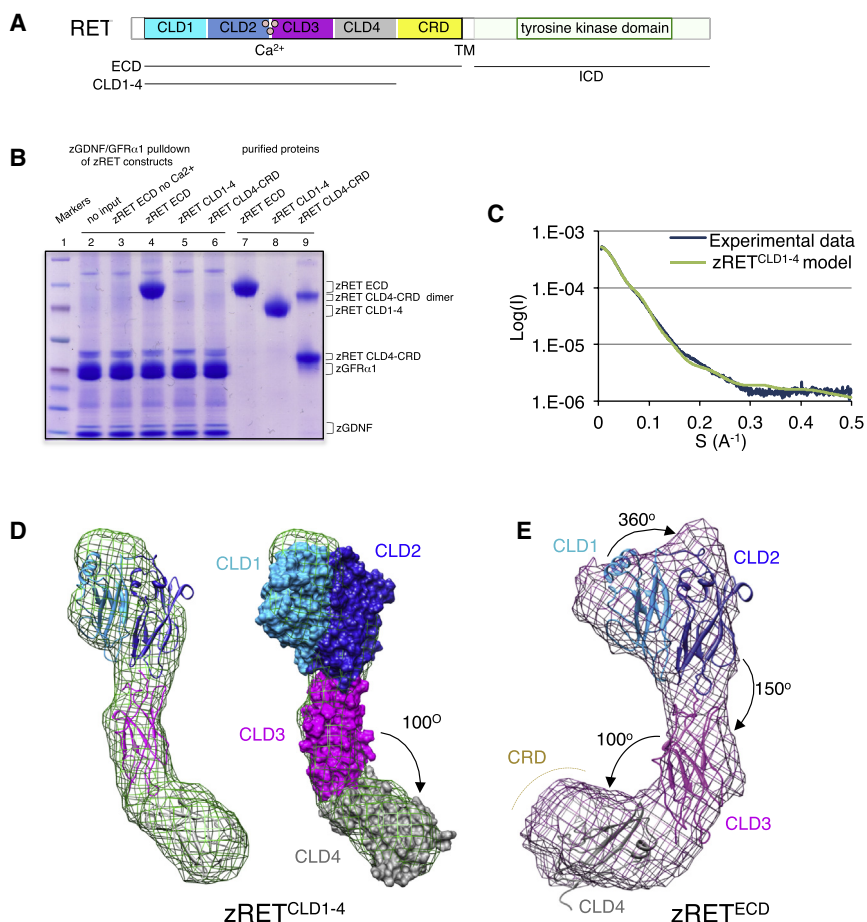 A
RET
CLD1 CLD2 CLD3 CLD4 CRD tyrosine kinase domain
Ca2+ TM
ECD
ICD
CLD1-4
B
zGDNF/GFRα1 pulldown
of zRET constructs
purified proteins
Markers
no input
zRET ECD no Ca2+
zRET ECD
zRET CLD1-4
zRET CLD4-CRD
zRET ECD
zRET CLD1-4
zRET CLD4-CRD
1 2 3 4 5 6 7 8 9
zRET ECD
zRET CLD4-CRD dimer
zRET CLD1-4
zRET CLD4-CRD
zGFRα1
zGDNF
C
1.E-03
1.E-04
1.E-05
1.E-06
Log(I)
Experimental data
zRETCLD1-4 model
0 0.1 0.2 0.3 0.4 0.5
S (A-1)
D
CLD1
CLD2
CLD3
100O
CLD4
zRETCLD1-4
E
360o
CLD1
CLD2
150o
100o
CRD
CLD3
CLD4
zRETECD